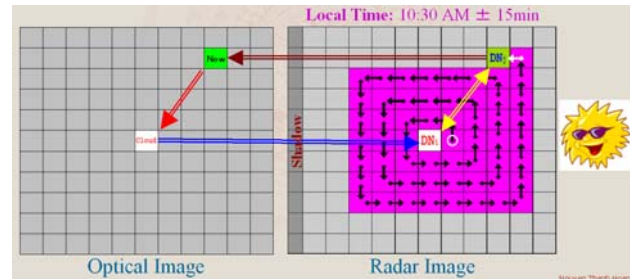 Local Time: 10:30 AM ± 15min
New
DN₂
Cloud
Shadow
DN₁
Optical Image
Radar Image